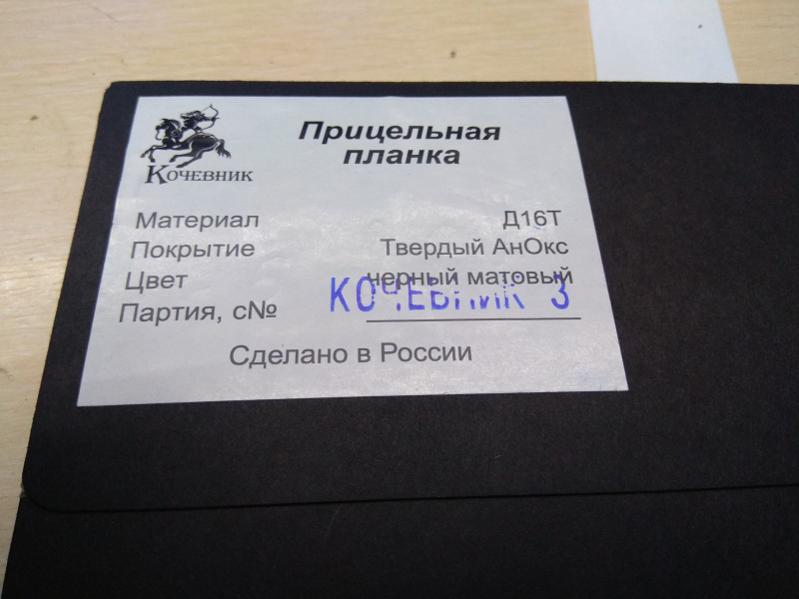 Прицельная
планка
Кочевник
Материал Д16Т
Покрытие Твердый АнОкс
Цвет черный матовый
Партия, с№ КОЧЕВНИК 3
Сделано в России